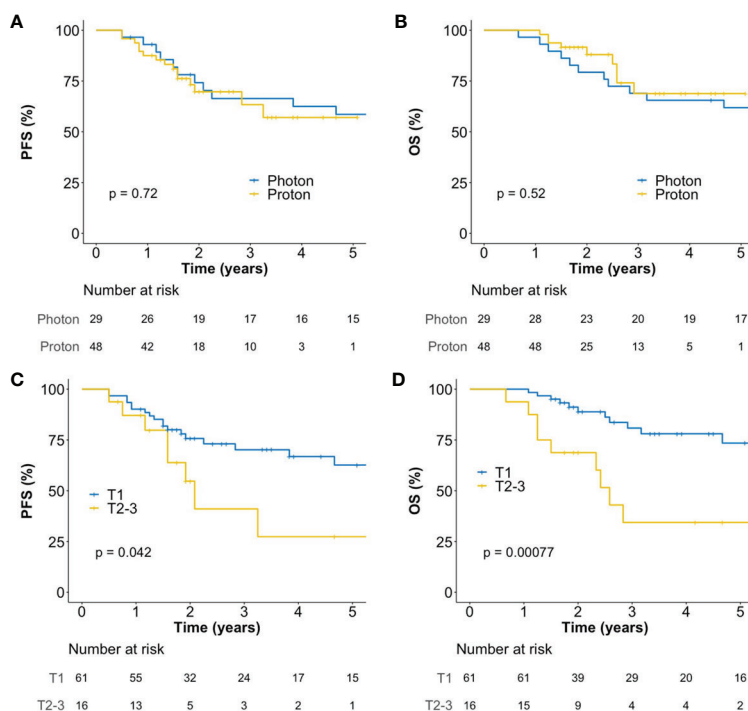 A
100
75
50
25
0
PFS (%)
Photon
Proton
p = 0.72
0 1 2 3 4 5
Time (years)
Number at risk
Photon 29 26 19 17 16 15
Proton 48 42 18 10 3 1
B
100
75
50
25
0
OS (%)
Photon
Proton
p = 0.52
0 1 2 3 4 5
Time (years)
Number at risk
Photon 29 28 23 20 19 17
Proton 48 48 25 13 5 1
C
100
75
50
25
0
PFS (%)
T1
T2-3
p = 0.042
0 1 2 3 4 5
Time (years)
Number at risk
T1 61 55 32 24 17 15
T2-3 16 13 5 3 2 1
D
100
75
50
25
0
OS (%)
T1
T2-3
p = 0.00077
0 1 2 3 4 5
Time (years)
Number at risk
T1 61 61 39 29 20 16
T2-3 16 15 9 4 4 2